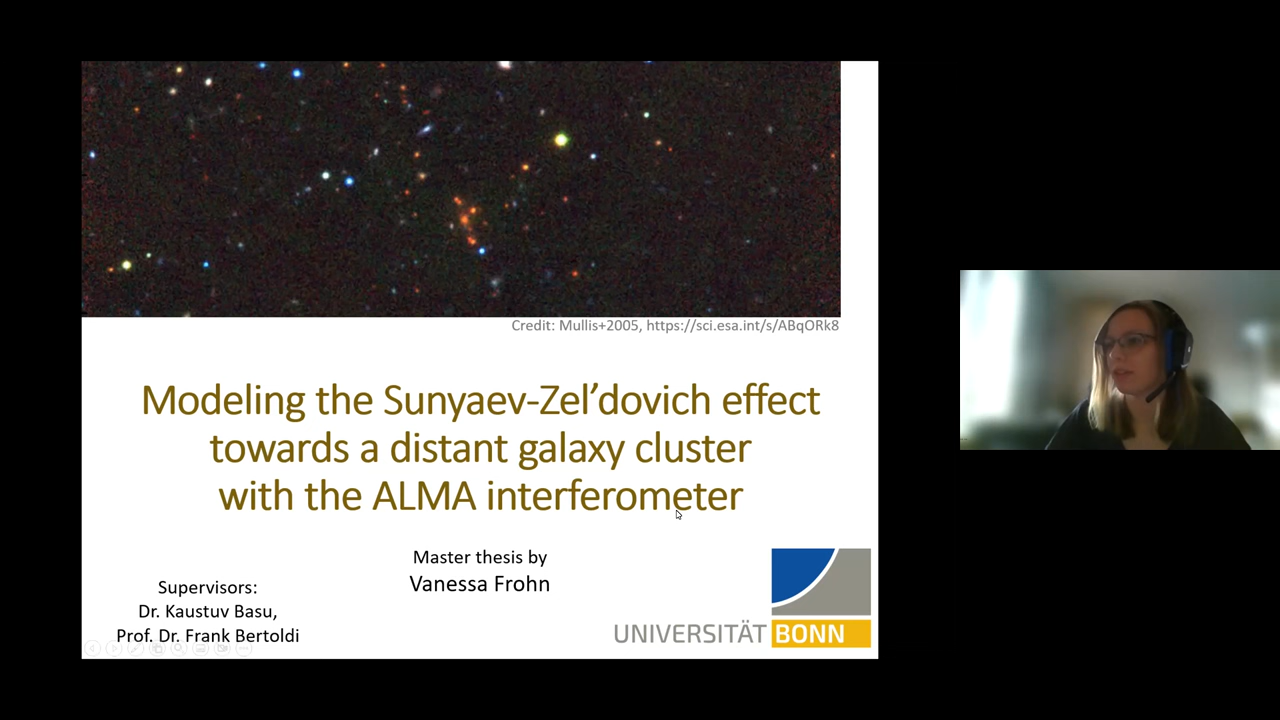 Credit: Mullis+2005, https://sci.esa.int/s/ABqORk8
Modeling the Sunyaev-Zel’dovich effect
towards a distant galaxy cluster
with the ALMA interferometer
Master thesis by
Vanessa Frohn
Supervisors:
Dr. Kaustuv Basu,
Prof. Dr. Frank Bertoldi
UNIVERSITÄT BONN